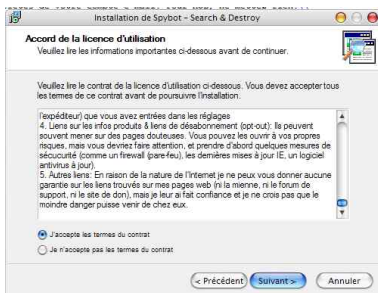 Installation de Spybot - Search & Destroy
Accord de la licence d'utilisation
Veuillez lire les informations importantes ci-dessous avant de continuer.
Veuillez lire le contrat de la licence d'utilisation ci-dessous. Vous devez accepter tous
les termes de ce contrat avant de poursuivre l'installation.
l'expéditeur) que vous avez entrées dans les réglages
4. Liens sur les infos produits & liens de désabonnement (opt-out): Ils peuvent
souvent mener sur des pages douteuses. Vous pouvez les ouvrir à vos propres
risques, mais vous devriez faire attention, et prendre d'abord quelques mesures de
sécucurité (comme un firewall (pare-feu), les dernières mises à jour IE, un logiciel
antivirus à jour).
5. Autres liens: En raison de la nature de l'Internet je ne peux vous donner aucune
garantie sur les liens trouvés sur mes pages web (ni la mienne, ni le forum de
support, ni le site de don), mais je leur ai fait confiance et je ne crois pas que le
moindre danger puisse venir de chez eux.
J'accepte les termes du contrat
Je n'accepte pas les termes du contrat
< Précédent
Suivant >
Annuler